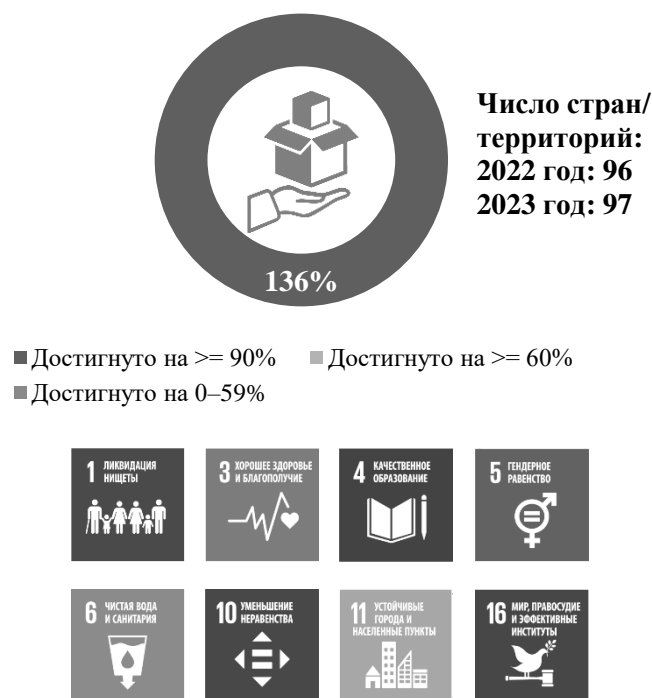 Число стран/
территорий:
2022 год: 96
2023 год: 97
136%
Достигнуто на >= 90%
Достигнуто на >= 60%
Достигнуто на 0–59%
1 ЛИКВИДАЦИЯ
НИЩЕТЫ
3 ХОРОШЕЕ ЗДОРОВЬЕ
И БЛАГОПОЛУЧИЕ
4 КАЧЕСТВЕННОЕ
ОБРАЗОВАНИЕ
5 ГЕНДЕРНОЕ
РАВЕНСТВО
6 ЧИСТАЯ ВОДА
И САНИТАРИЯ
10 УМЕНЬШЕНИЕ
НЕРАВЕНСТВА
11 УСТОЙЧИВЫЕ
ГОРОДА И
НАСЕЛЕННЫЕ ПУНКТЫ
16 МИР, ПРАВОСУДИЕ
И ЭФФЕКТИВНЫЕ
ИНСТИТУТЫ